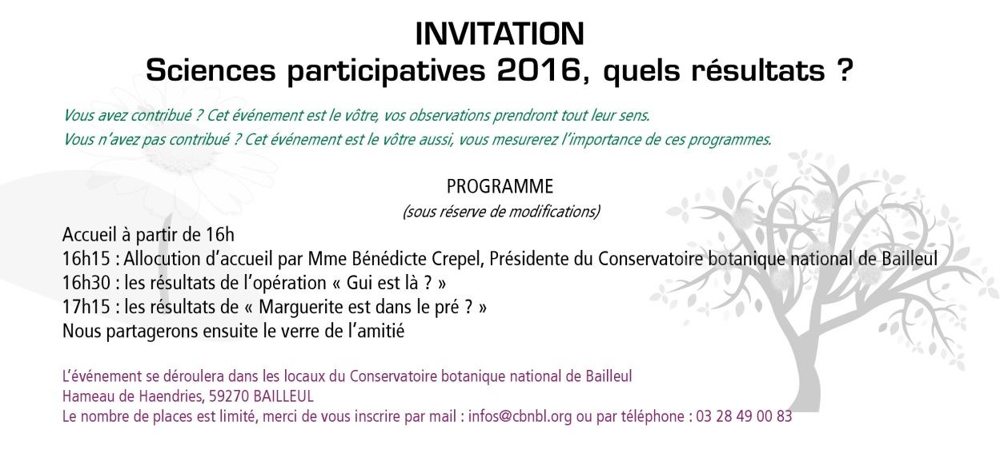 INVITATION
Sciences participatives 2016, quels résultats ?
Vous avez contribué ? Cet événement est le vôtre, vos observations prendront tout leur sens.
Vous n'avez pas contribué ? Cet événement est le vôtre aussi, vous mesurerez l'importance de ces programmes.
PROGRAMME
(sous réserve de modifications)
Accueil à partir de 16h
16h15 : Allocution d'accueil par Mme Bénédicte Crepel, Présidente du Conservatoire botanique national de Bailleul
16h30 : les résultats de l'opération « Gui est là ? »
17h15 : les résultats de « Marguerite est dans le pré ? »
Nous partagerons ensuite le verre de l'amitié
L'événement se déroulera dans les locaux du Conservatoire botanique national de Bailleul
Hameau de Haendries, 59270 BAILLEUL
Le nombre de places est limité, merci de vous inscrire par mail : infos@cbnbl.org ou par téléphone : 03 28 49 00 83